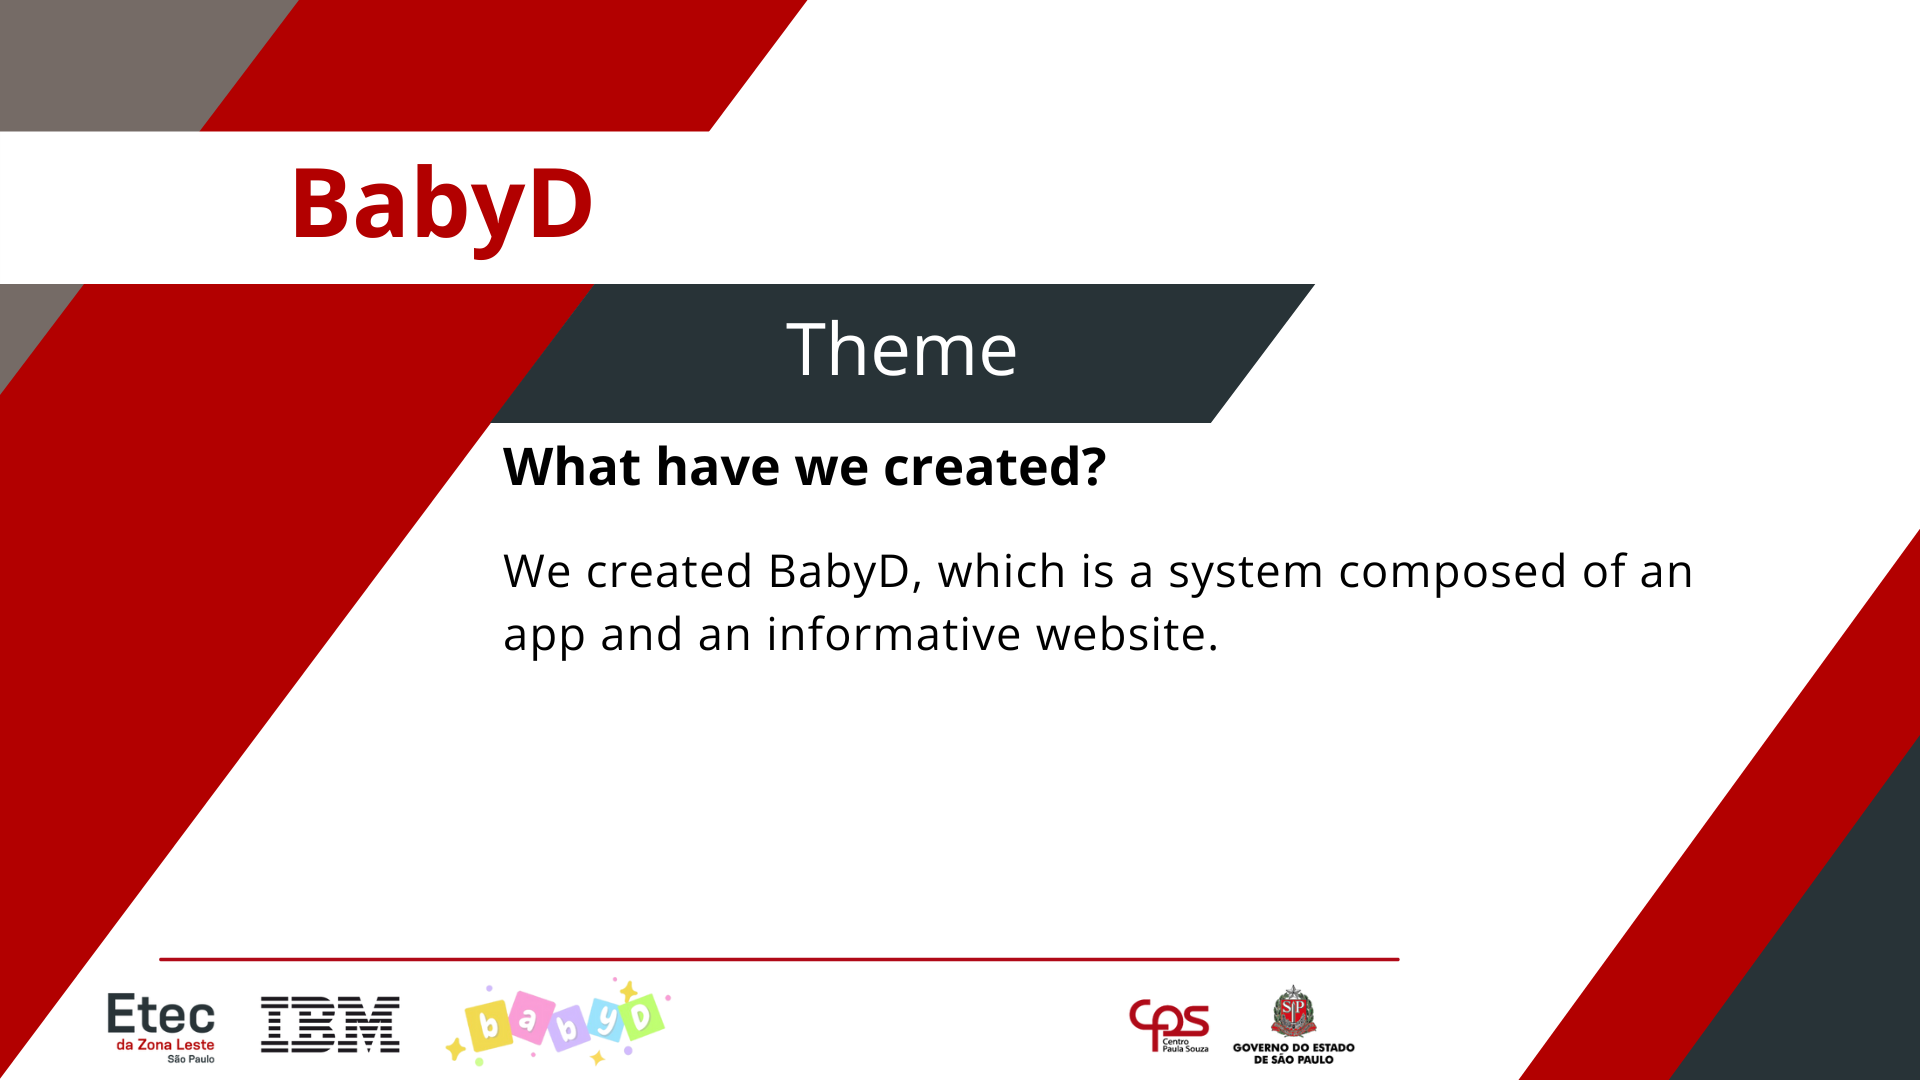 BabyD
Theme
What have we created?
We created BabyD, which is a system composed of an
app and an informative website.
Etec
da Zona Leste
São Paulo
IBM
babyD
cps
Centro
Paula Souza
SP
GOVERNO DO ESTADO
DE SÃO PAULO